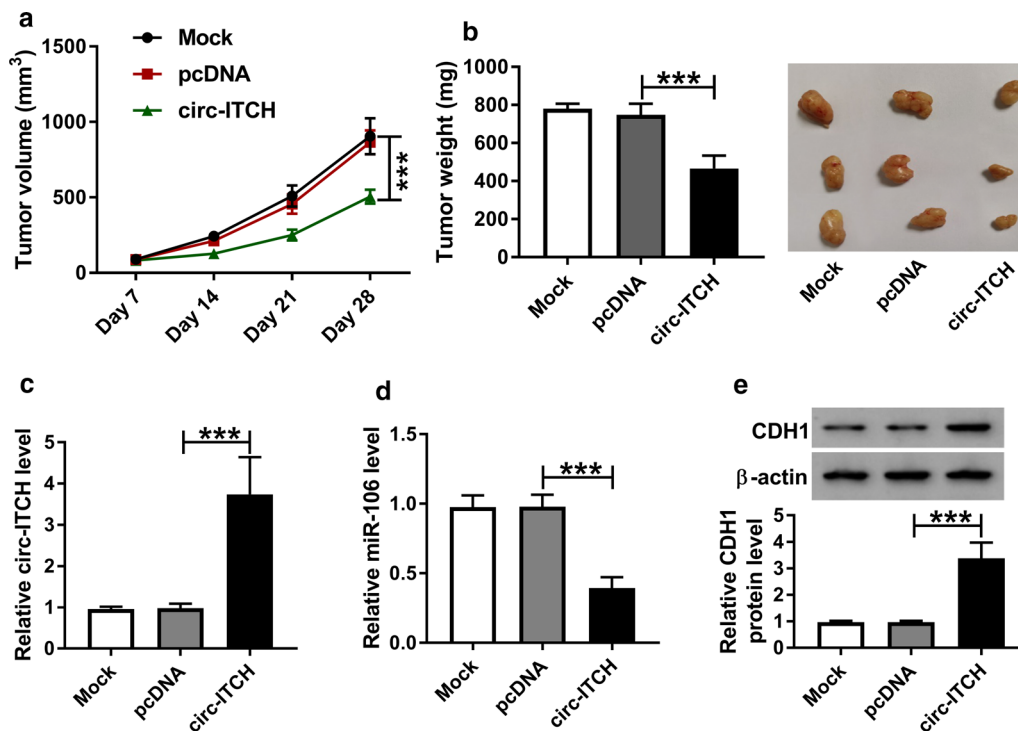 a
Tumor volume (mm³)
1500
1000
500
0
Mock
pcDNA
circ-ITCH
***
Day 7
Day 14
Day 21
Day 28
b
Tumor weight (mg)
1000
800
600
400
200
0
***
Mock
pcDNA
circ-ITCH
Mock
pcDNA
circ-ITCH
c
Relative circ-ITCH level
5
4
3
2
1
0
***
Mock
pcDNA
circ-ITCH
d
Relative miR-106 level
1.5
1.0
0.5
0.0
***
Mock
pcDNA
circ-ITCH
e
CDH1
β-actin
Relative CDH1
protein level
5
4
3
2
1
0
***
Mock
pcDNA
circ-ITCH